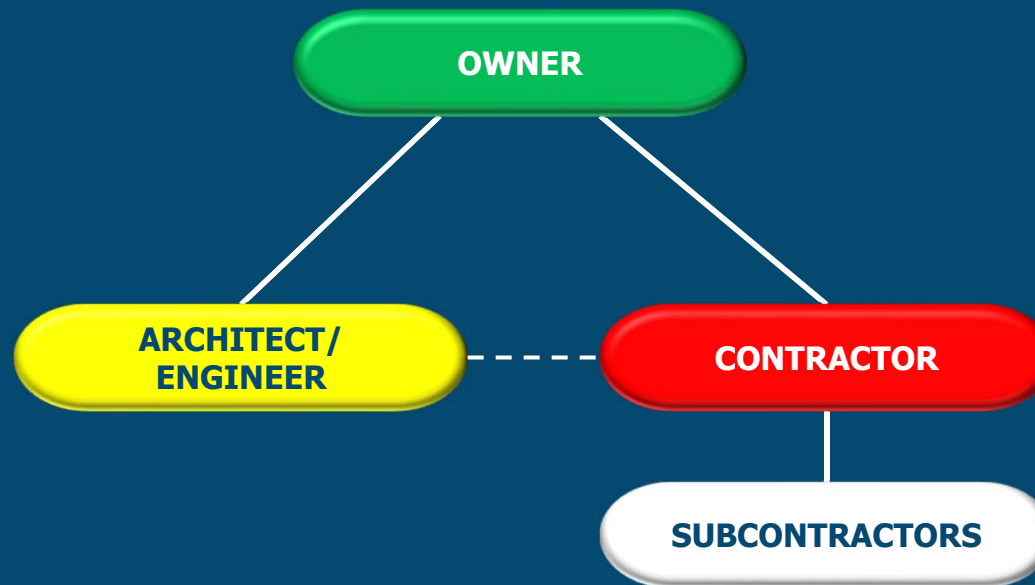 OWNER
ARCHITECT/
ENGINEER
CONTRACTOR
SUBCONTRACTORS